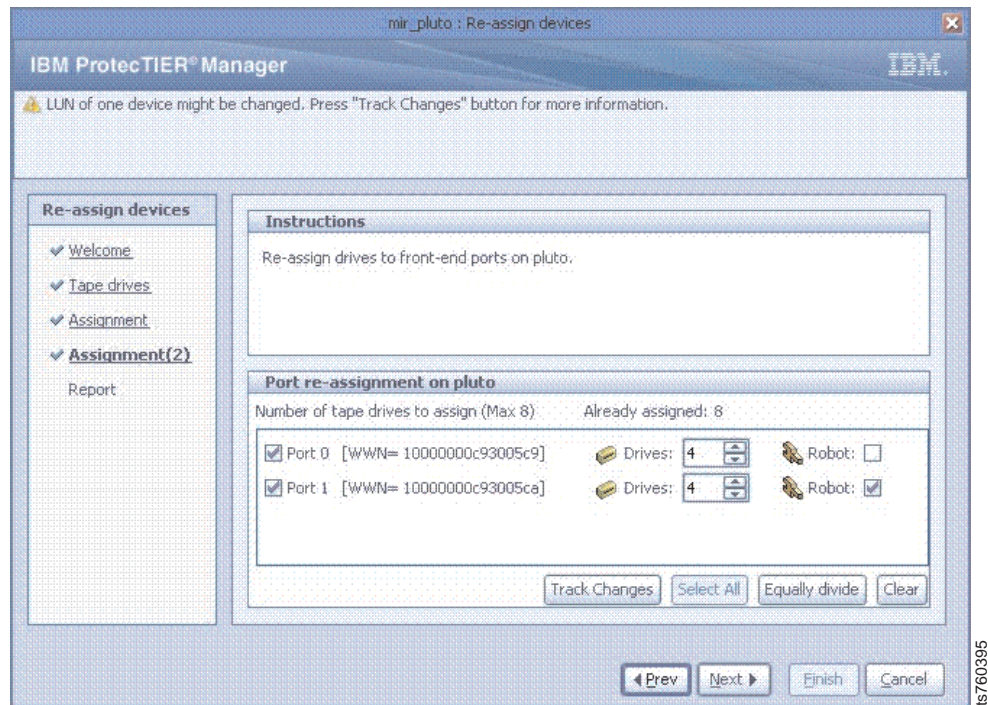 mir_pluto : Re-assign devices
IBM ProtecTIER® Manager
IBM.
LUN of one device might be changed. Press "Track Changes" button for more information.
Re-assign devices
Welcome
Tape drives
Assignment
Assignment(2)
Report
Instructions
Re-assign drives to front-end ports on pluto.
Port re-assignment on pluto
Number of tape drives to assign (Max 8) Already assigned: 8
Port 0 [WWN= 10000000c93005c9] Drives: 4 Robot:
Port 1 [WWN= 10000000c93005ca] Drives: 4 Robot:
Track Changes Select All Equally divide Clear
Prev Next Finish Cancel
ts760395